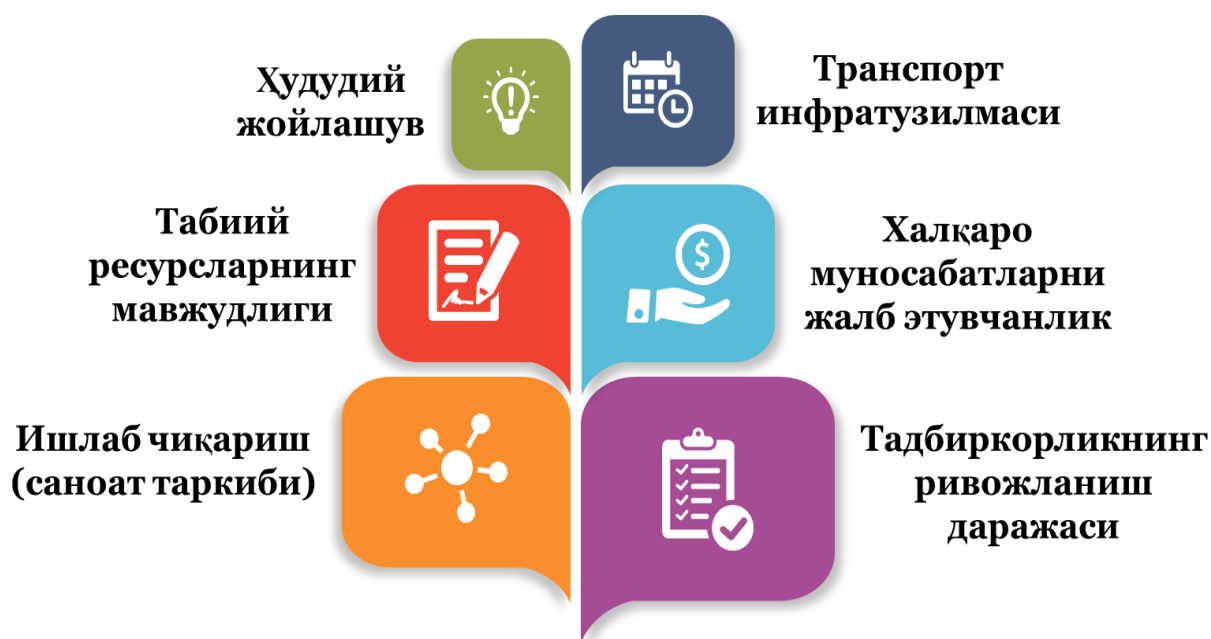 Ҳудудий
жойлашув
Транспорт
инфратузилмаси
Табиий
ресурсларнинг
мавжудлиги
Халқаро
муносабатларни
жалб этувчанлик
Ишлаб чиқариш
(саноат таркиби)
Тадбиркорликнинг
ривожланиш
даражаси